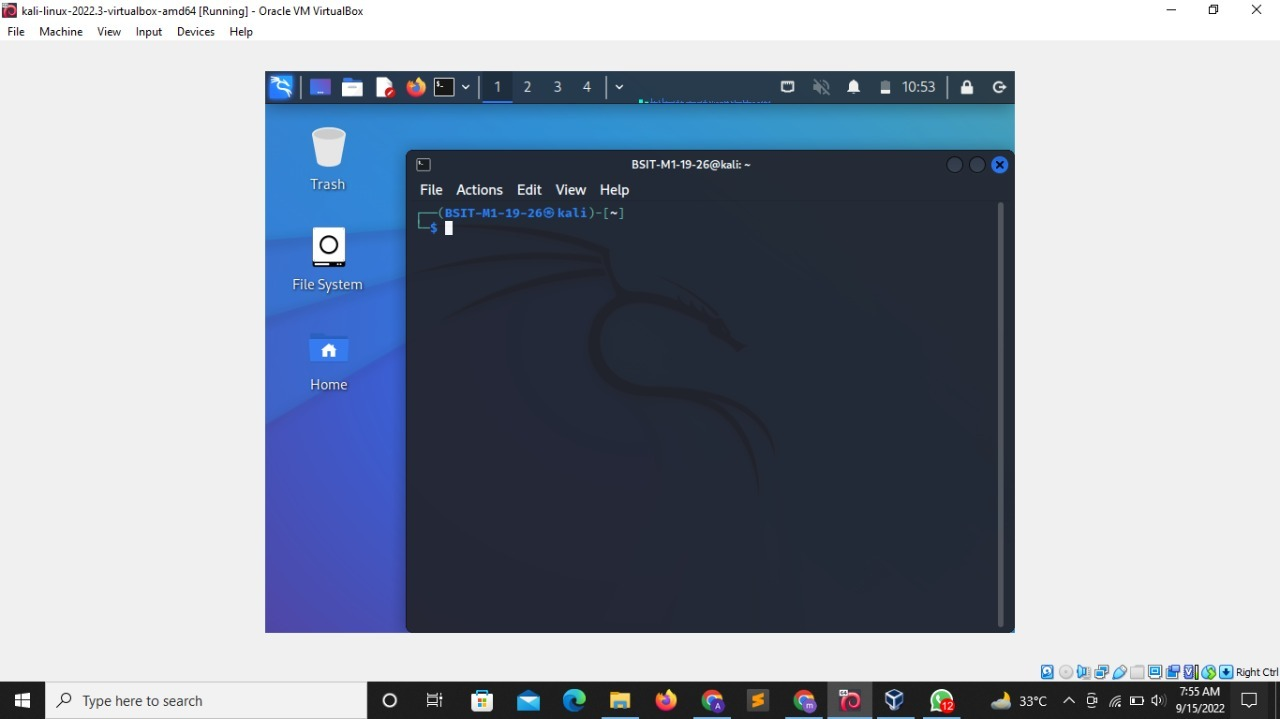 kali-linux-2022.3-virtualbox-amd64 [Running] - Oracle VM VirtualBox
File Machine View Input Devices Help
1 2 3 4 10:53
Trash
File System
Home
BSIT-M1-19-26@kali: ~
File Actions Edit View Help
┌──(BSIT-M1-19-26㉿kali)-[~]
└─$
Right Ctrl
Type here to search
A
m
64
12
33°C
7:55 AM
9/15/2022